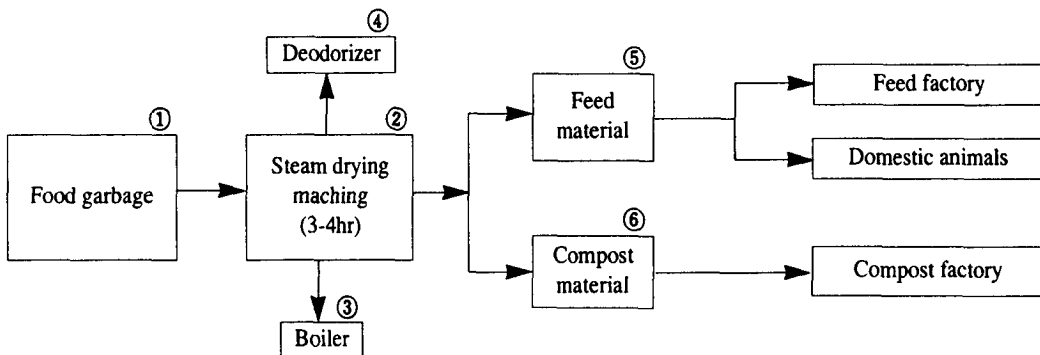 ④
Deodorizer
①
Food garbage
②
Steam drying
maching
(3-4hr)
③
Boiler
⑤
Feed
material
⑥
Compost
material
Feed factory
Domestic animals
Compost factory